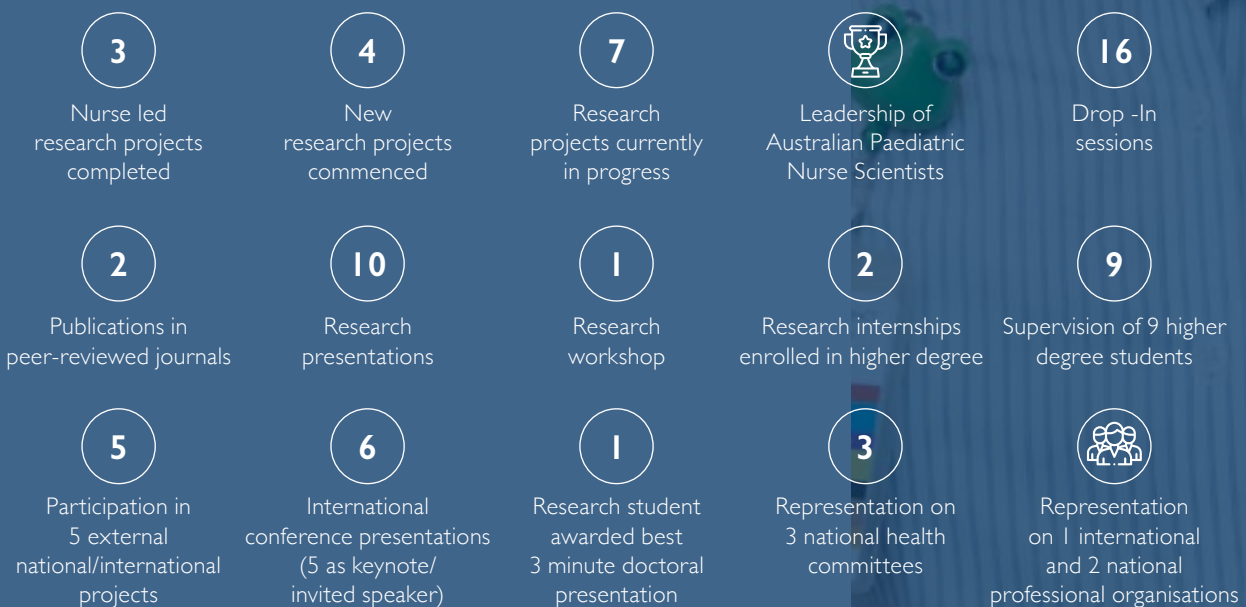 3
Nurse led
research projects
completed
4
New
research projects
commenced
7
Research
projects currently
in progress
Leadership of
Australian Paediatric
Nurse Scientists
16
Drop -In
sessions
2
Publications in
peer-reviewed journals
10
Research
presentations
1
Research
workshop
2
Research internships
enrolled in higher degree
9
Supervision of 9 higher
degree students
5
Participation in
5 external
national/international
projects
6
International
conference presentations
(5 as keynote/
invited speaker)
1
Research student
awarded best
3 minute doctoral
presentation
3
Representation on
3 national health
committees
Representation
on 1 international
and 2 national
professional organisations